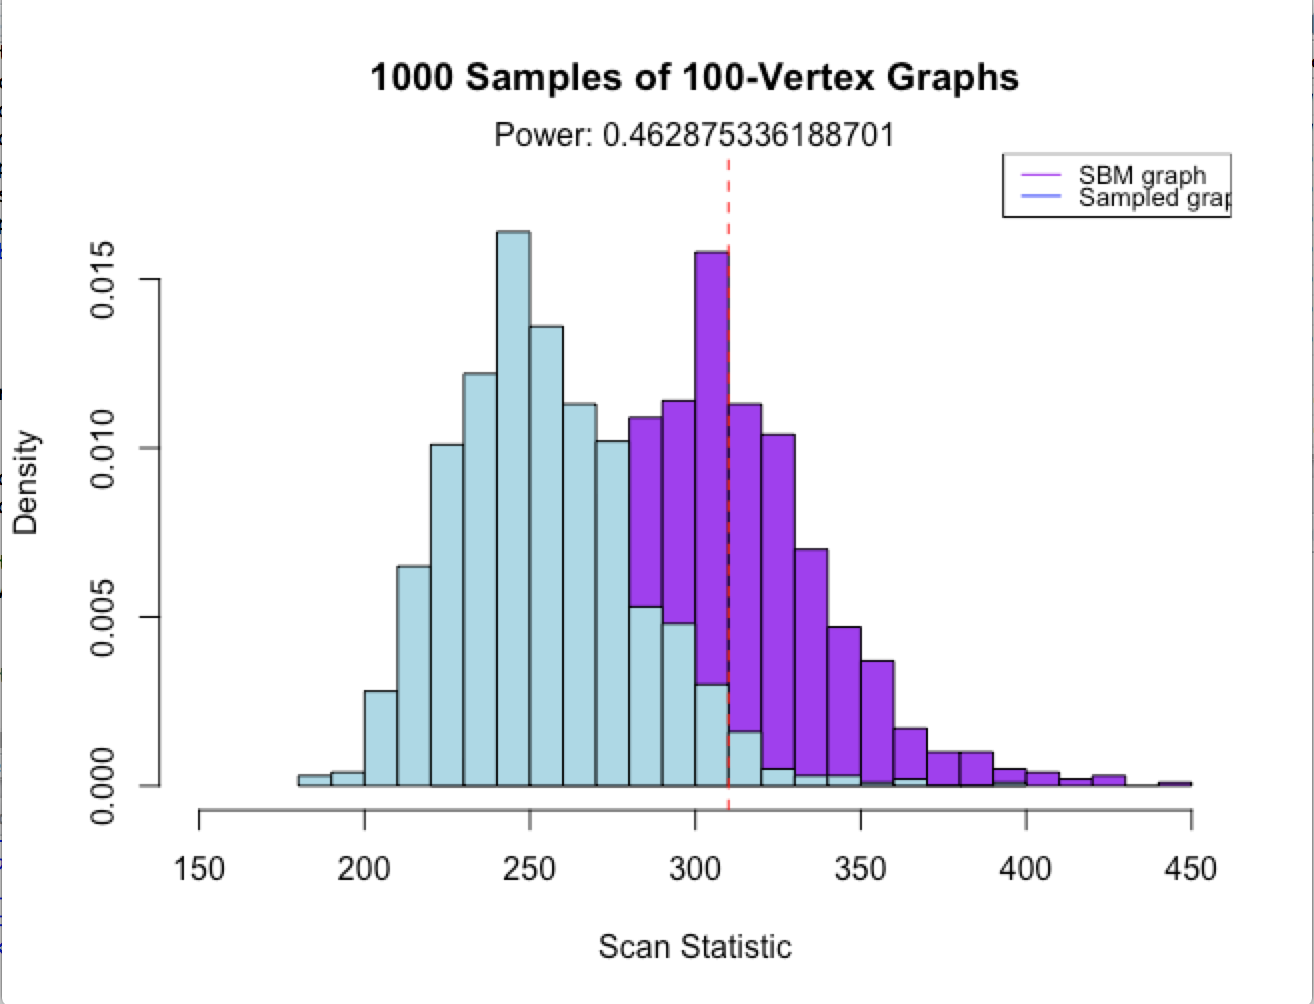 1000 Samples of 100-Vertex Graphs
Power: 0.462875336188701
SBM graph
Sampled grap
Density
0.015
0.010
0.005
0.000
150 200 250 300 350 400 450
Scan Statistic